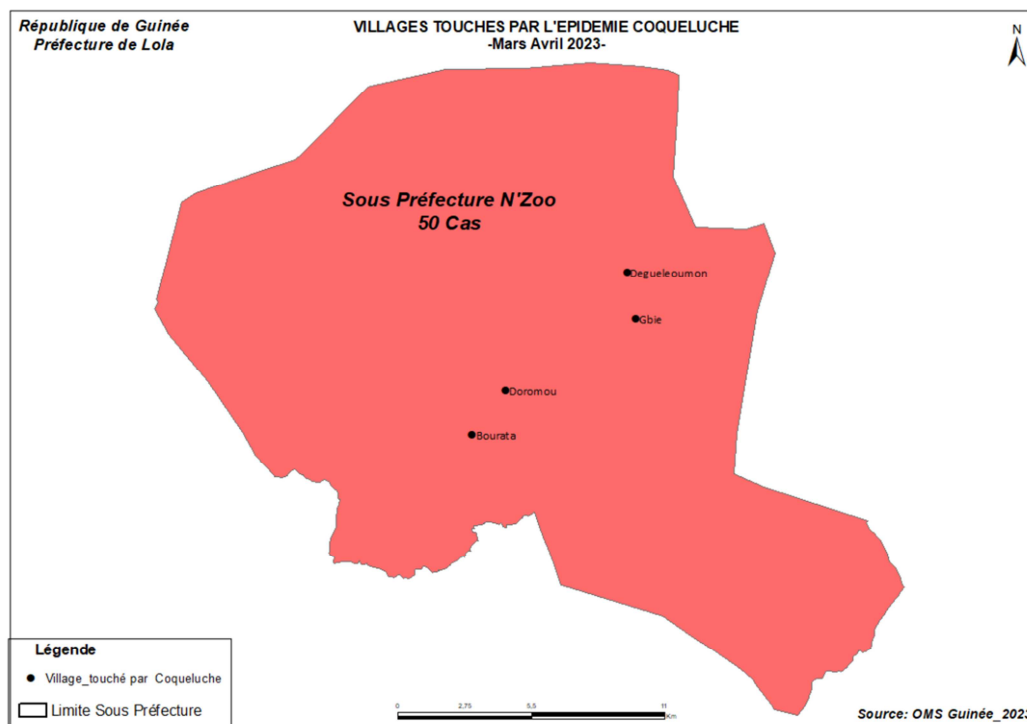 République de Guinée
Préfecture de Lola
VILLAGES TOUCHES PAR L'EPIDEMIE COQUELUCHE
-Mars Avril 2023-
N
Sous Préfecture N'Zoo
50 Cas
Degueleoumon
Gbie
Doromou
Bourata
Légende
Village_touché par Coqueluche
Limite Sous Préfecture
0 2,75 5,5 11
Km
Source: OMS Guinée_2023